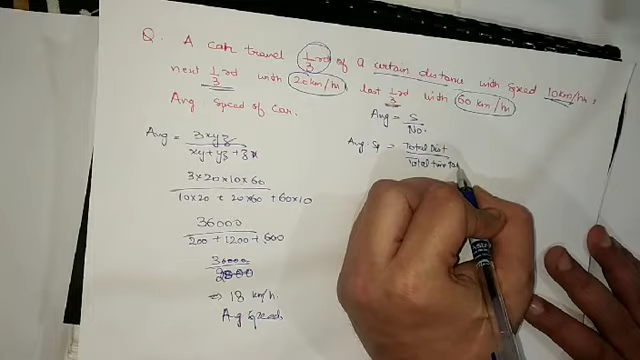 Q. A car travel 1/3rd of a certain distance with speed 10km/hr,
next 1/3rd with 20km/hr, last 1/3rd with 60 km/hr.
Avg speed of car.
Avg = 3xyz / xy+yz+zx
3×20×10×60 / 10×20 + 20×60 + 60×10
36000 / 200 + 1200 + 600
36000
⇒ 18 km/h.
Avg Speed
Avg = S / No.
Avg. Sp = Total Dist / Total time